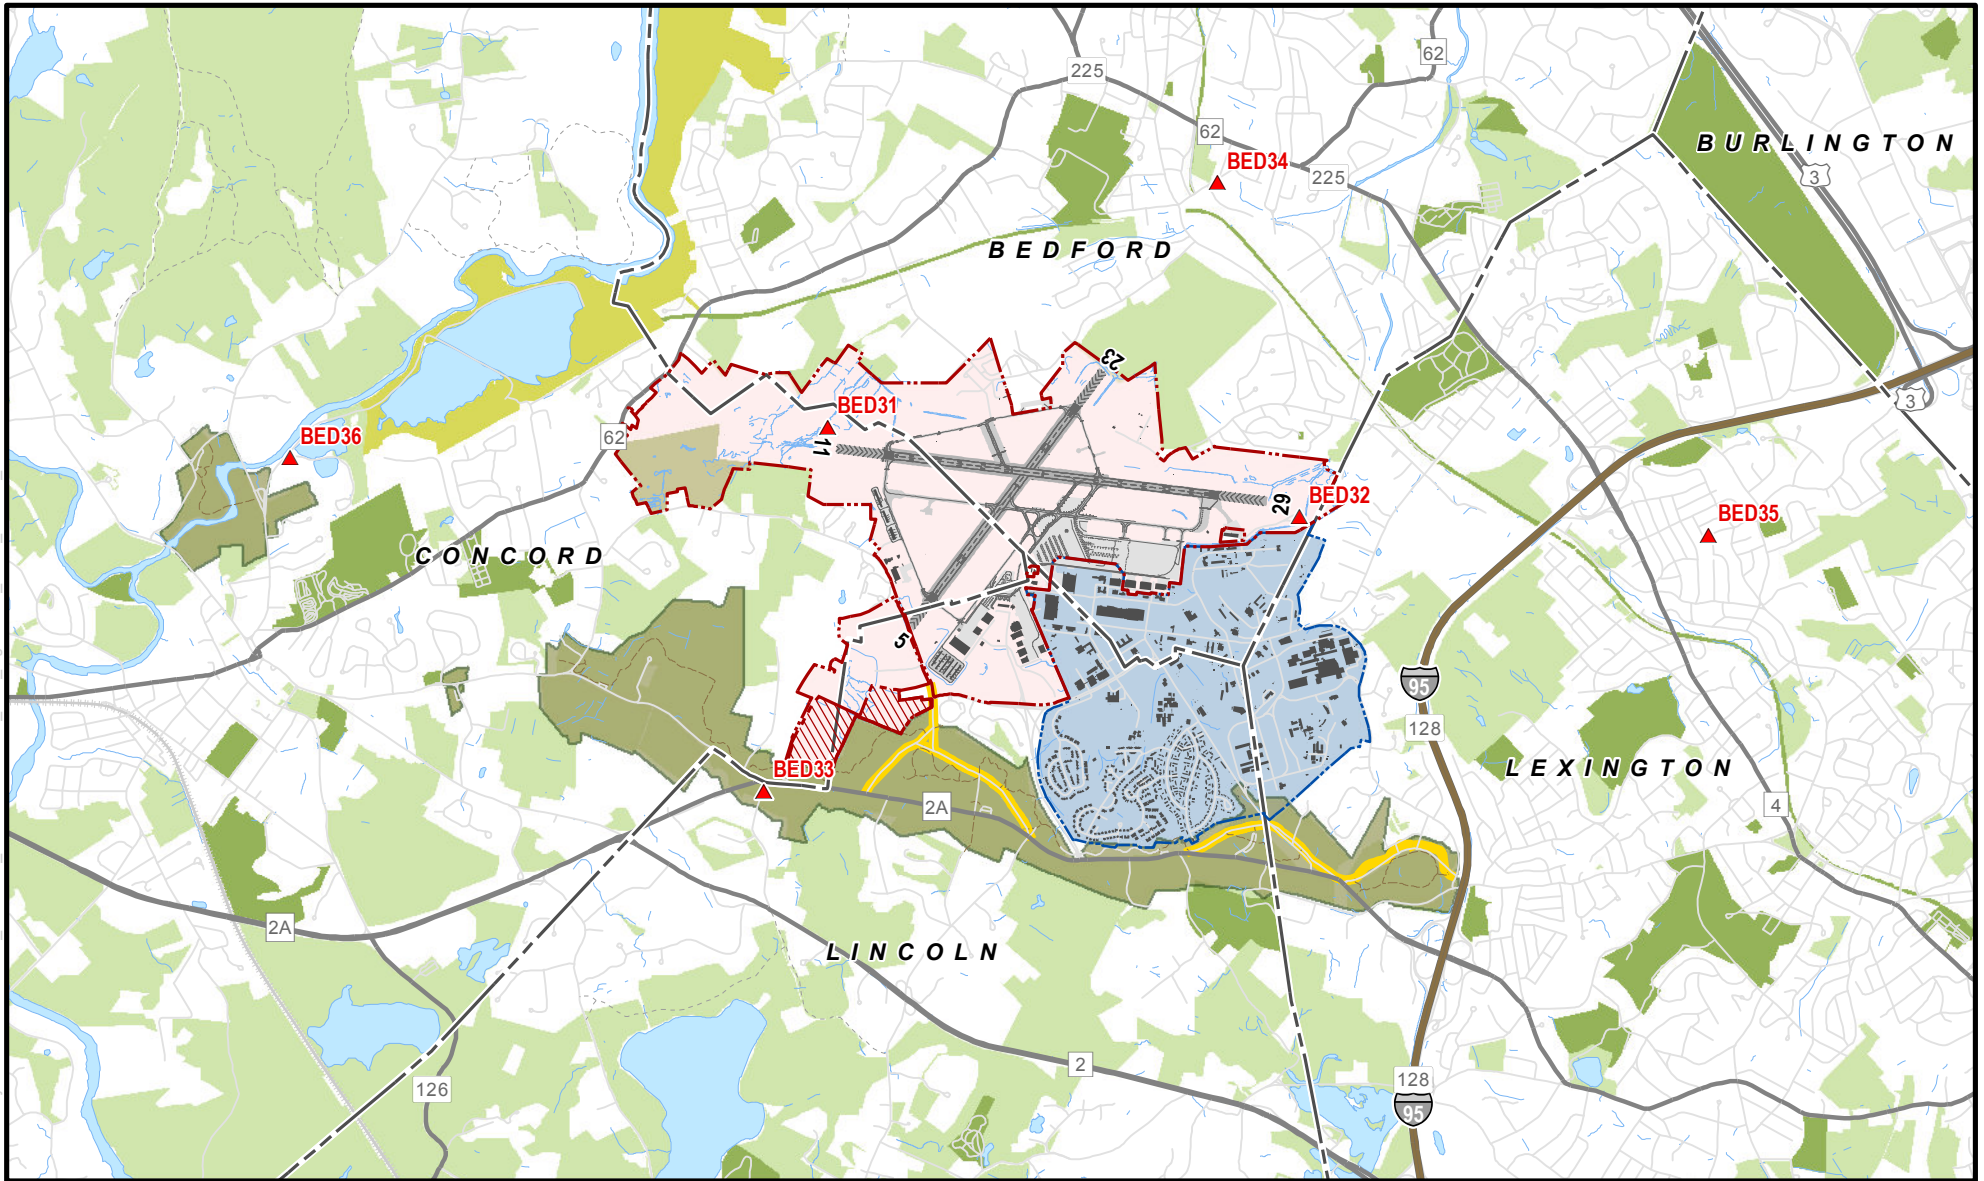 62
225
BURLINGTON
62
BED34
3
225
BEDFORD
23
3
BED31
BED36
62
11
BED32
29
BED35
CONCORD
5
95
128
BED33
LEXINGTON
2A
4
2A
LINCOLN
2
126
128
95